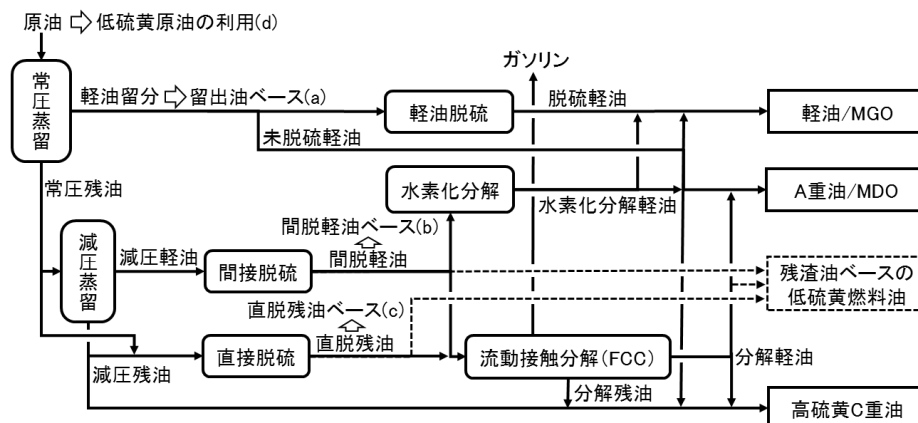 原油⇨低硫黄原油の利用(d)
ガソリン
常圧蒸留
軽油留分⇨留出油ベース(a)
軽油脱硫
脱硫軽油
軽油/MGO
未脱硫軽油
常圧残油
水素化分解
水素化分解軽油
A重油/MDO
間脱軽油ベース(b)
減圧蒸留
減圧軽油
間接脱硫
間脱軽油
残渣油ベースの
低硫黄燃料油
直脱残油ベース(c)
直接脱硫
直脱残油
減圧残油
流動接触分解(FCC)
分解軽油
分解残油
高硫黄C重油